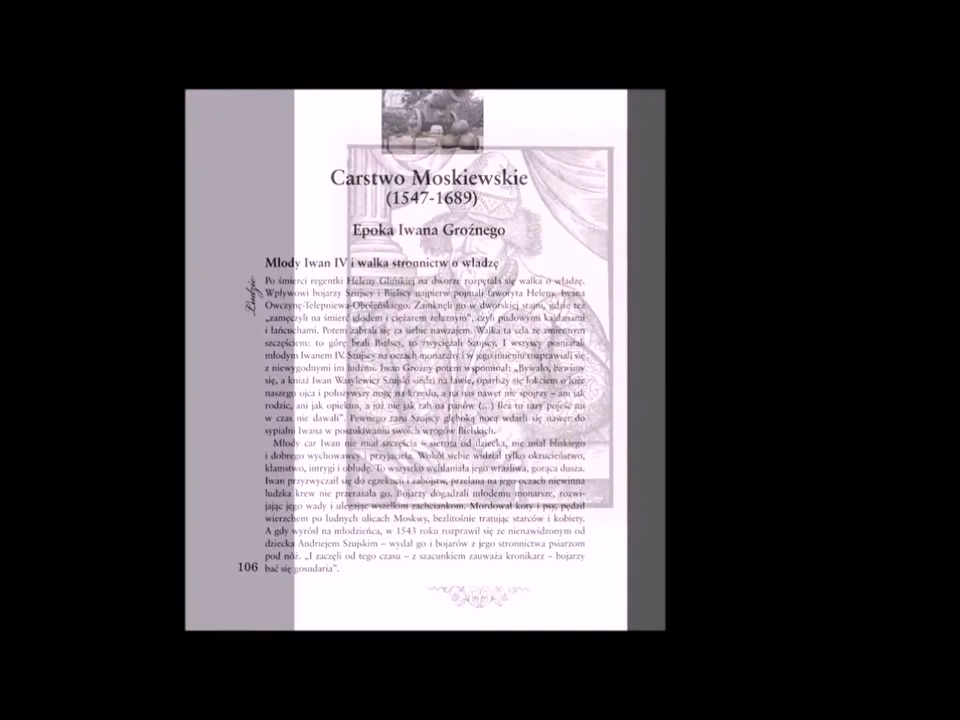 Carstwo Moskiewskie
(1547-1689)
Epoka Iwana Groźnego
Młody Iwan IV i walka stronnictw o władzę
Ludzie
Po śmierci regentki Heleny Glińskiej na dworze rozpętała się walka o władzę.
Wpływowi bojarzy Szujscy i Bielscy najpierw pojmali faworyta Heleny, Iwana
Owczynę-Telepniewa-Oboleńskiego. Zamknęli go w dworskiej stajni, gdzie też
„zamęczyli na śmierć głodem i ciężarem żelaznym”, czyli pudowymi kajdanami
i łańcuchami. Potem zabrali się za siebie nawzajem. Walka ta szła ze zmiennym
szczęściem: to górę brali Bielscy, to zwyciężali Szujscy. I wszyscy pomiatali
młodym Iwanem IV. Szujscy na oczach monarchy i w jego imieniu rozprawiali się
z niewygodnymi im ludźmi. Iwan Groźny potem wspominał: „Bywało, bawimy
się, a kniaź Iwan Wasylewicz Szujski siedzi na ławie, oparłszy się łokciem o łoże
naszego ojca i położywszy nogę na krześle, a na nas nawet nie spojrzy – ani jak
rodzic, ani jak opiekun, a już nie jak rab na panów (...) Ileż to razy pojeść mi
w czas nie dawali”. Pewnego razu Szujscy głęboką nocą wdarli się nawet do
sypialni Iwana w poszukiwaniu swoich wrogów Bielskich.
Młody car Iwan nie miał szczęścia – sierota od dziecka, nie miał bliskiego
i dobrego wychowawcy i przyjaciela. Wokół siebie widział tylko okrucieństwo,
kłamstwo, intrygi i obłudę. To wszystko wchłaniała jego wrażliwa, gorąca dusza.
Iwan przyzwyczaił się do egzekucji i zabójstw, przelana na jego oczach niewinna
ludzka krew nie przerażała go. Bojarzy dogadzali młodemu monarsze, rozwi-
jając jego wady i ulegając wszelkim zachciankom. Mordował koty i psy, pędził
wierzchem po ludnych ulicach Moskwy, bezlitośnie tratując starców i kobiety.
A gdy wyrósł na młodzieńca, w 1543 roku rozprawił się ze znienawidzonym od
dziecka Andriejem Szujskim – wydał go i bojarów z jego stronnictwa psiarzom
pod nóż. „I zaczęli od tego czasu – z szacunkiem zauważa kronikarz – bojarzy
bać się gosudaria”.
106